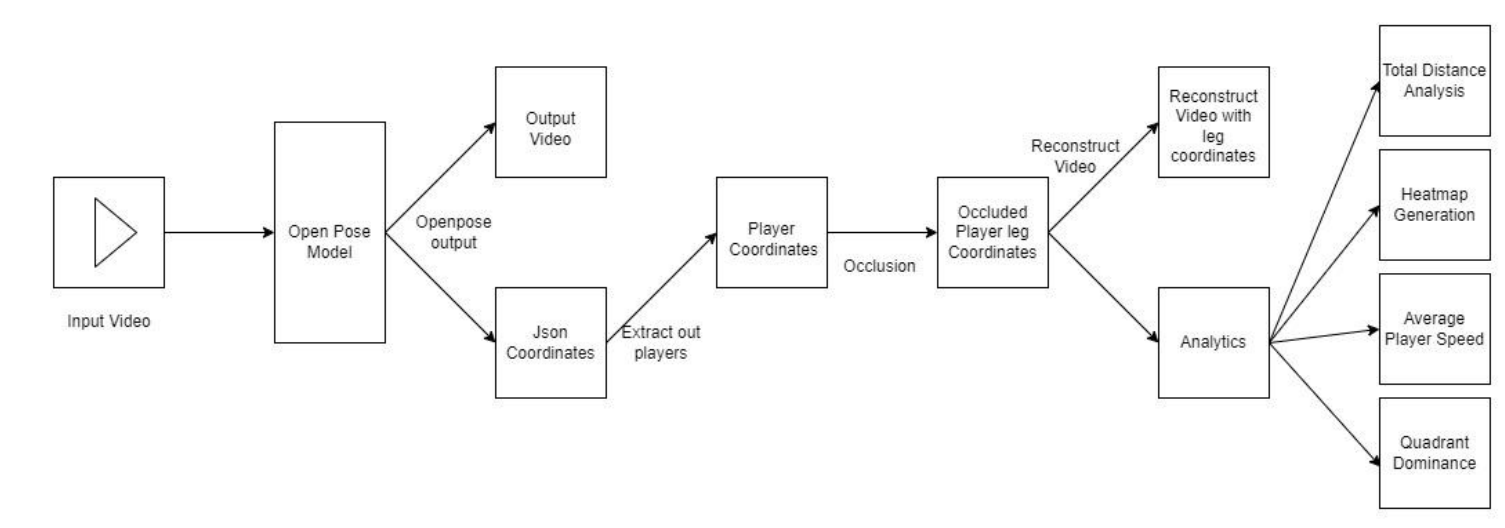 Input Video
Open Pose
Model
Openpose
output
Output
Video
Json
Coordinates
Extract out
players
Player
Coordinates
Occlusion
Occluded
Player leg
Coordinates
Reconstruct
Video
Reconstruct
Video with
leg
coordinates
Analytics
Total Distance
Analysis
Heatmap
Generation
Average
Player Speed
Quadrant
Dominance